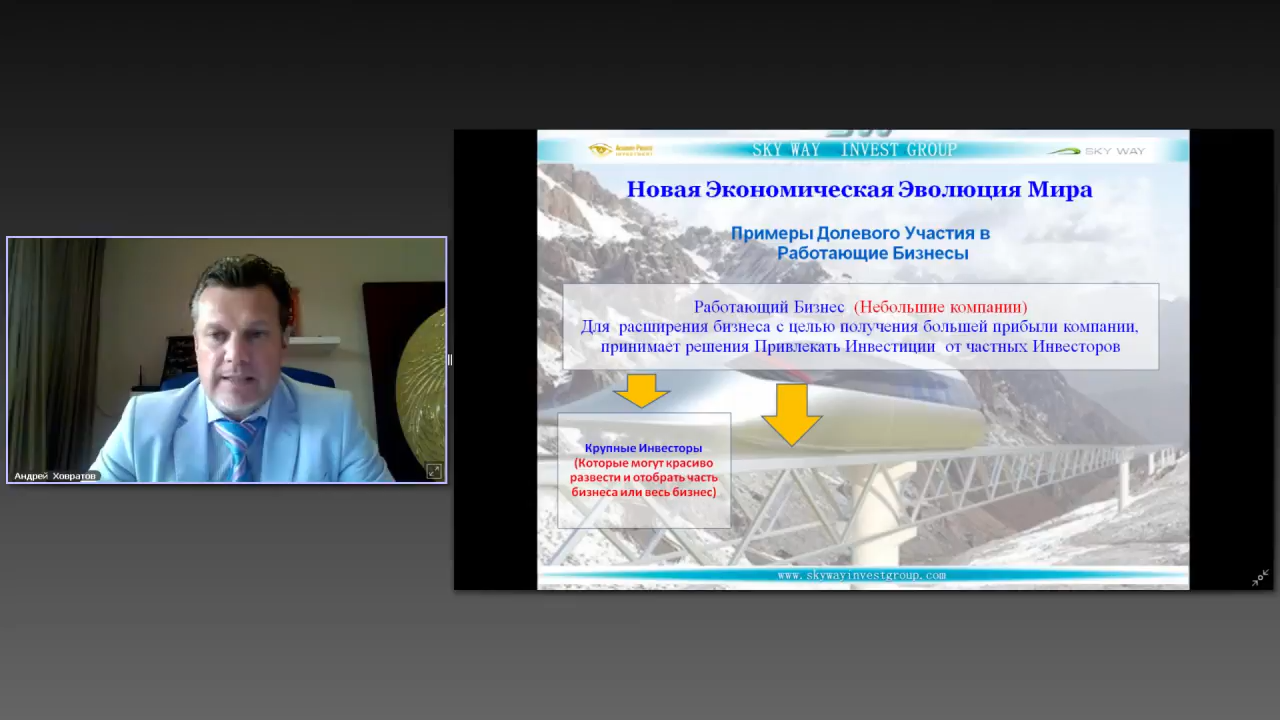 SKY WAY INVEST GROUP
SKY WAY
Новая Экономическая Эволюция Мира
Примеры Долевого Участия в
Работающие Бизнесы
Работающий Бизнес (Небольшие компании)
Для расширения бизнеса с целью получения большей прибыли компании,
принимает решения Привлекать Инвестиции от частных Инвесторов
Крупные Инвесторы
(Которые могут красиво
развести и отобрать часть
бизнеса или весь бизнес)
Андрей Ховратов
www.skywayinvestgroup.com